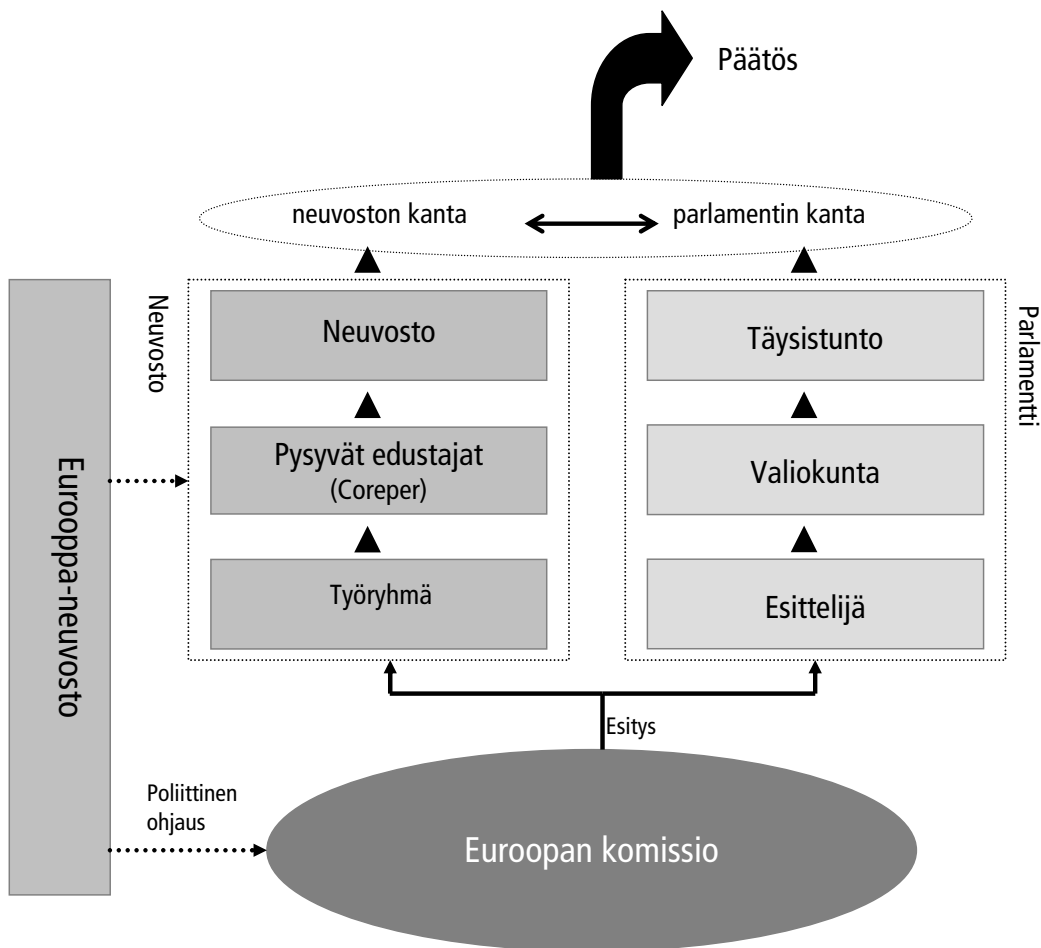 Päätös
neuvoston kanta
parlamentin kanta
Neuvosto
Neuvosto
Pysyvät edustajat
(Coreper)
Työryhmä
Täysistunto
Valiokunta
Esittelijä
Parlamentti
Eurooppa-neuvosto
Esitys
Poliittinen
ohjaus
Euroopan komissio